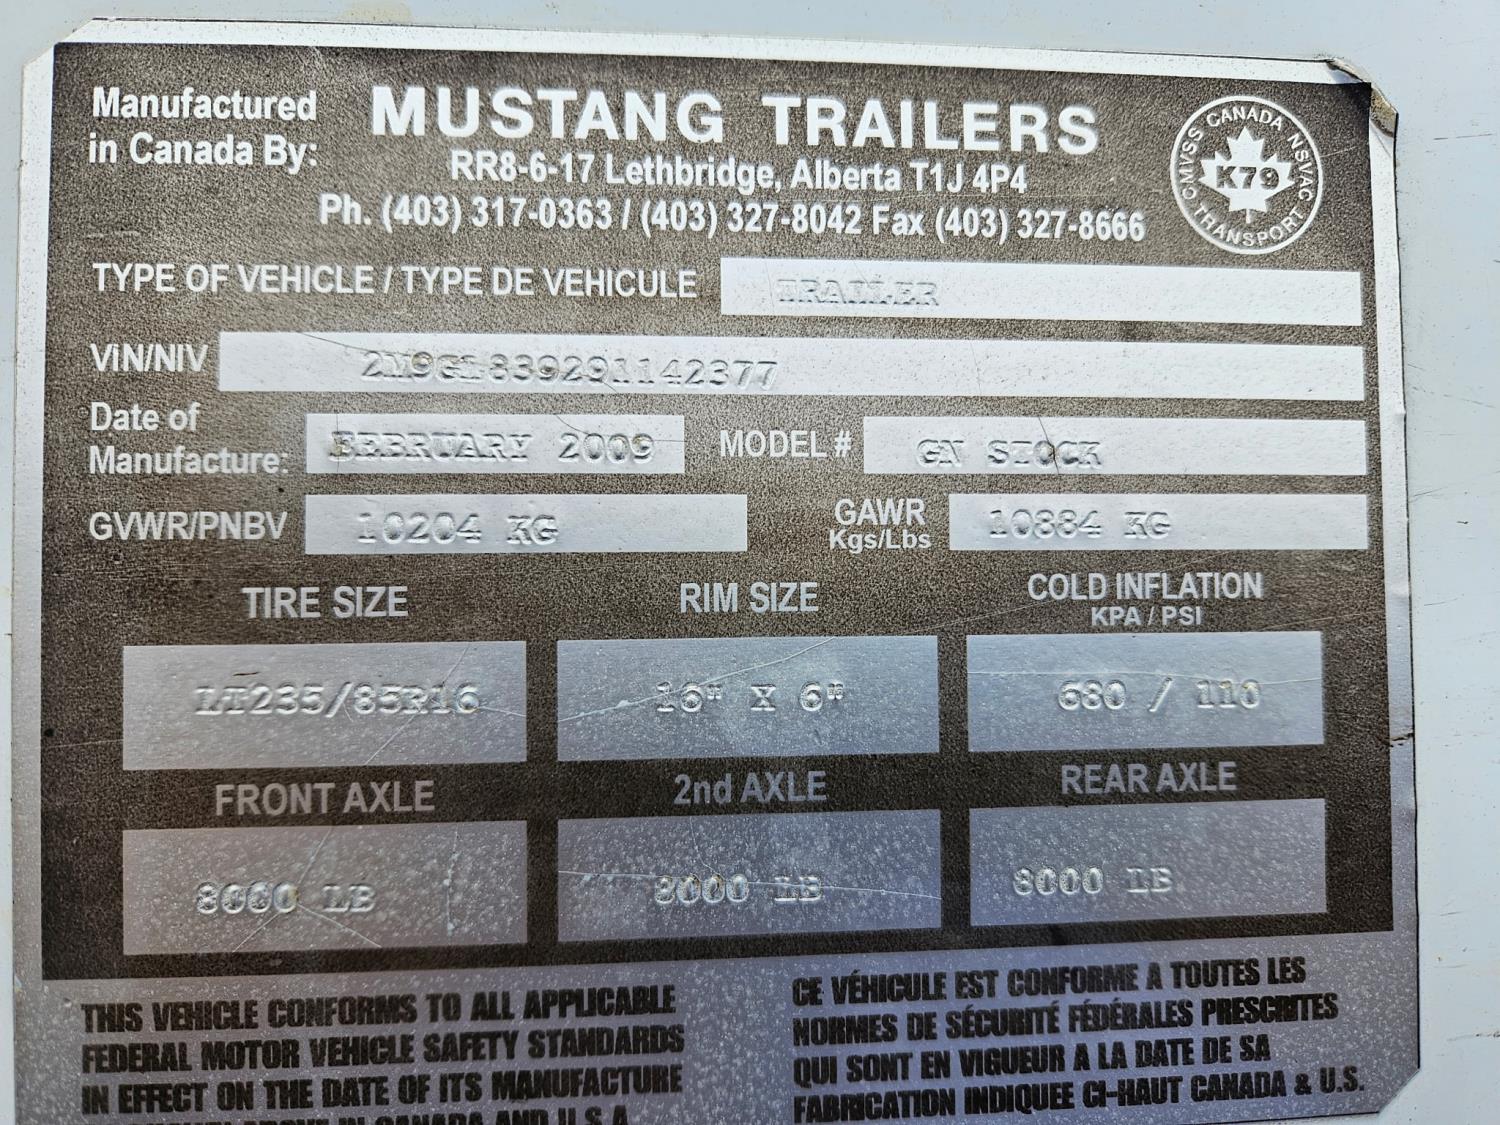 Manufactured
in Canada By:
MUSTANG TRAILERS
RR8-6-17 Lethbridge, Alberta T1J 4P4
Ph. (403) 317-0363 / (403) 327-8042 Fax (403) 327-8666
CMVSS CANADA NSVAC
K79
TRANSPORT
TYPE OF VEHICLE / TYPE DE VEHICULE TRAILER
VIN/NIV 2M9GL839291142377
Date of
Manufacture: FEBRUARY 2009 MODEL # GN STOCK
GVWR/PNBV 10204 KG GAWR
Kgs/Lbs 10884 KG
TIRE SIZE RIM SIZE COLD INFLATION
KPA / PSI
LT235/85R16 16" X 6" 680 / 110
FRONT AXLE 2nd AXLE REAR AXLE
8000 LB 8000 LB 8000 LB
THIS VEHICLE CONFORMS TO ALL APPLICABLE
FEDERAL MOTOR VEHICLE SAFETY STANDARDS
IN EFFECT ON THE DATE OF ITS MANUFACTURE
ABOVE IN CANADA AND U.S.A.
CE VÉHICULE EST CONFORME A TOUTES LES
NORMES DE SÉCURITÉ FÉDÉRALES PRESCRITES
QUI SONT EN VIGUEUR A LA DATE DE SA
FABRICATION INDIQUEE CI-HAUT CANADA & U.S.